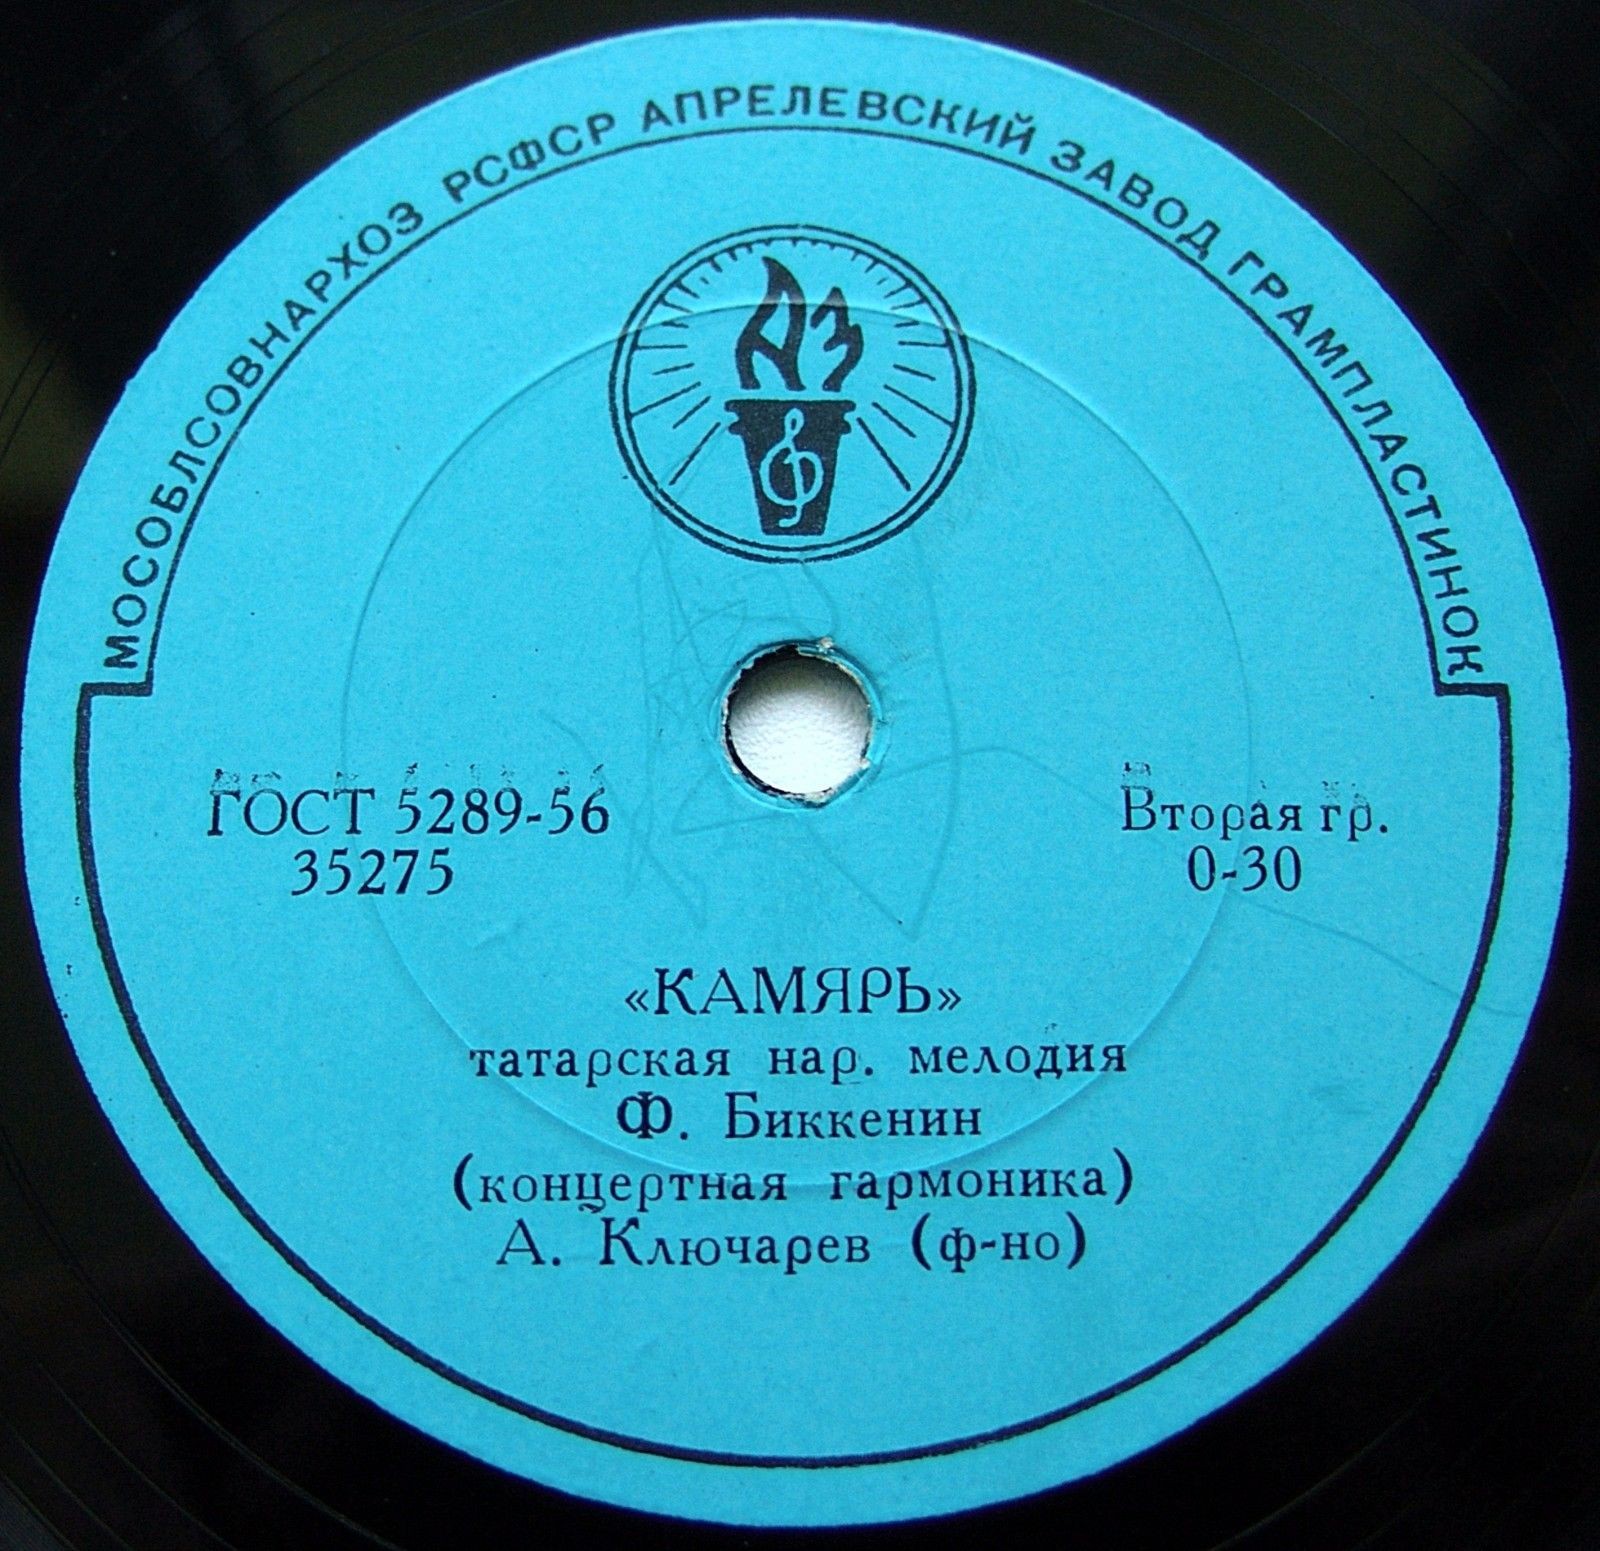 МОСОБЛСОВНАРХОЗ РСФСР АПРЕЛЕВСКИЙ ЗАВОД ГРАМПЛАСТИНОК
АЗ
ГОСТ 5289-56
35275
Вторая гр.
0-30
«КАМЯРЬ»
татарская нар. мелодия
Ф. Биккенин
(концертная гармоника)
А. Ключарев (ф-но)